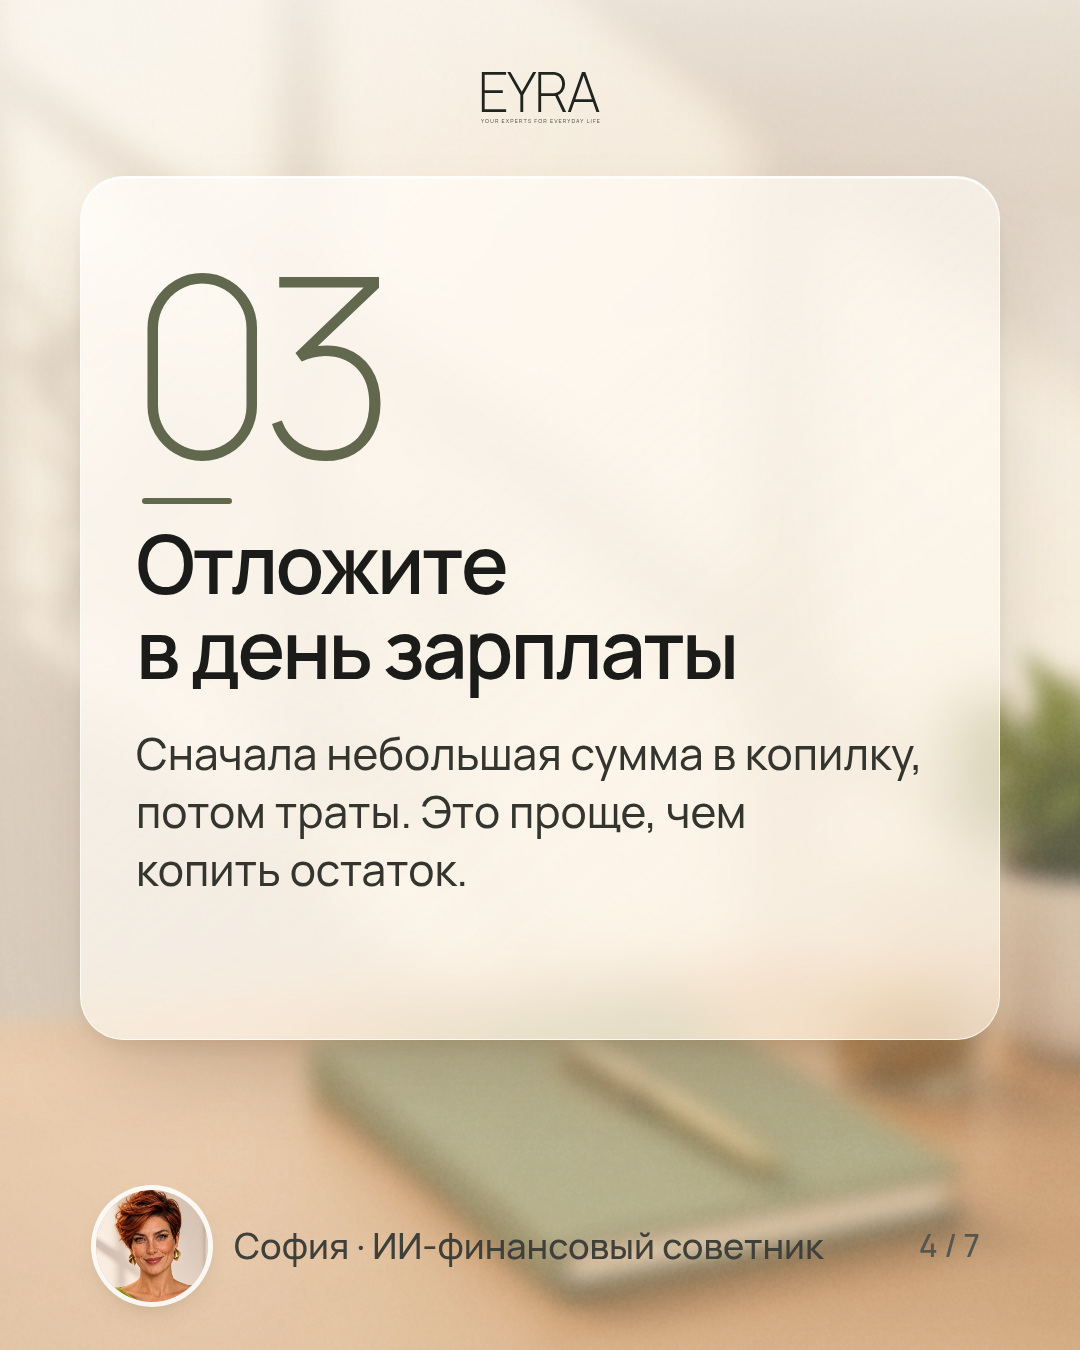 EYRA
YOUR EXPERTS FOR EVERYDAY LIFE
03
Отложите
в день зарплаты
Сначала небольшая сумма в копилку,
потом траты. Это проще, чем
копить остаток.
София · ИИ-финансовый советник
4 / 7